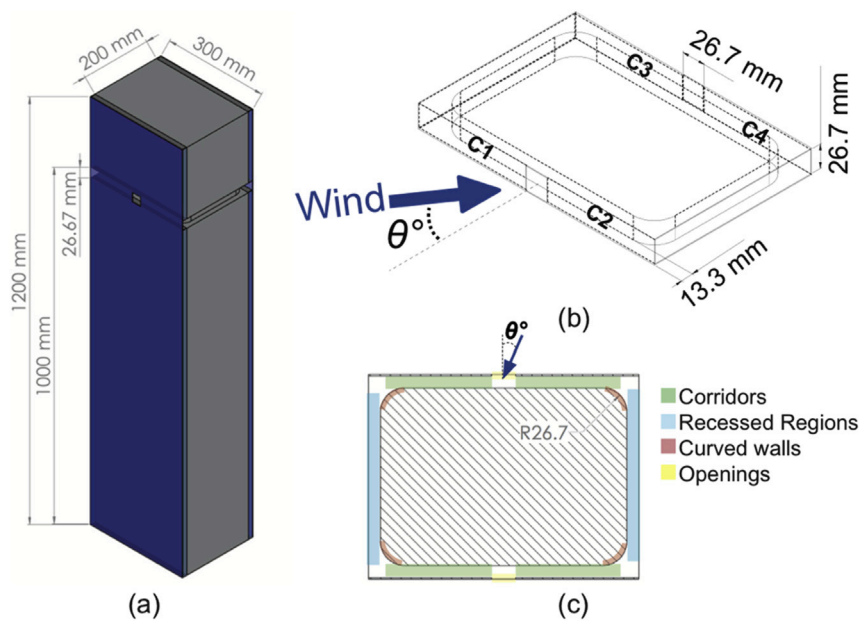 200 mm
300 mm
1200 mm
1000 mm
26.67 mm
(a)
Wind
θ°
C1
C2
C3
C4
26.7 mm
26.7 mm
13.3 mm
(b)
θ°
R26.7
Corridors
Recessed Regions
Curved walls
Openings
(c)